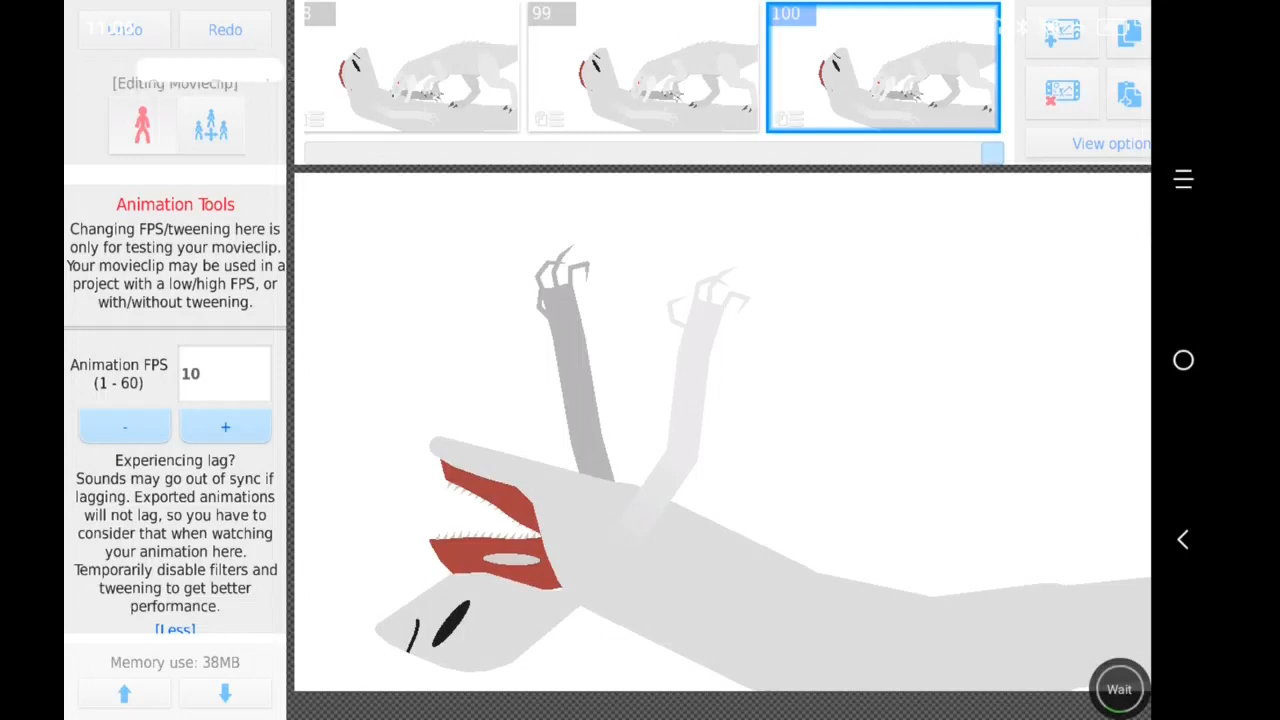 Undo
Redo
[Editing Movieclip]
Animation Tools
Changing FPS/tweening here is
only for testing your movieclip.
Your movieclip may be used in a
project with a low/high FPS, or
with/without tweening.
Animation FPS
(1 - 60)
10
-
+
Experiencing lag?
Sounds may go out of sync if
lagging. Exported animations
will not lag, so you have to
consider that when watching
your animation here.
Temporarily disable filters and
tweening to get better
performance.
[Less]
Memory use: 38MB
99
100
View option
Wait